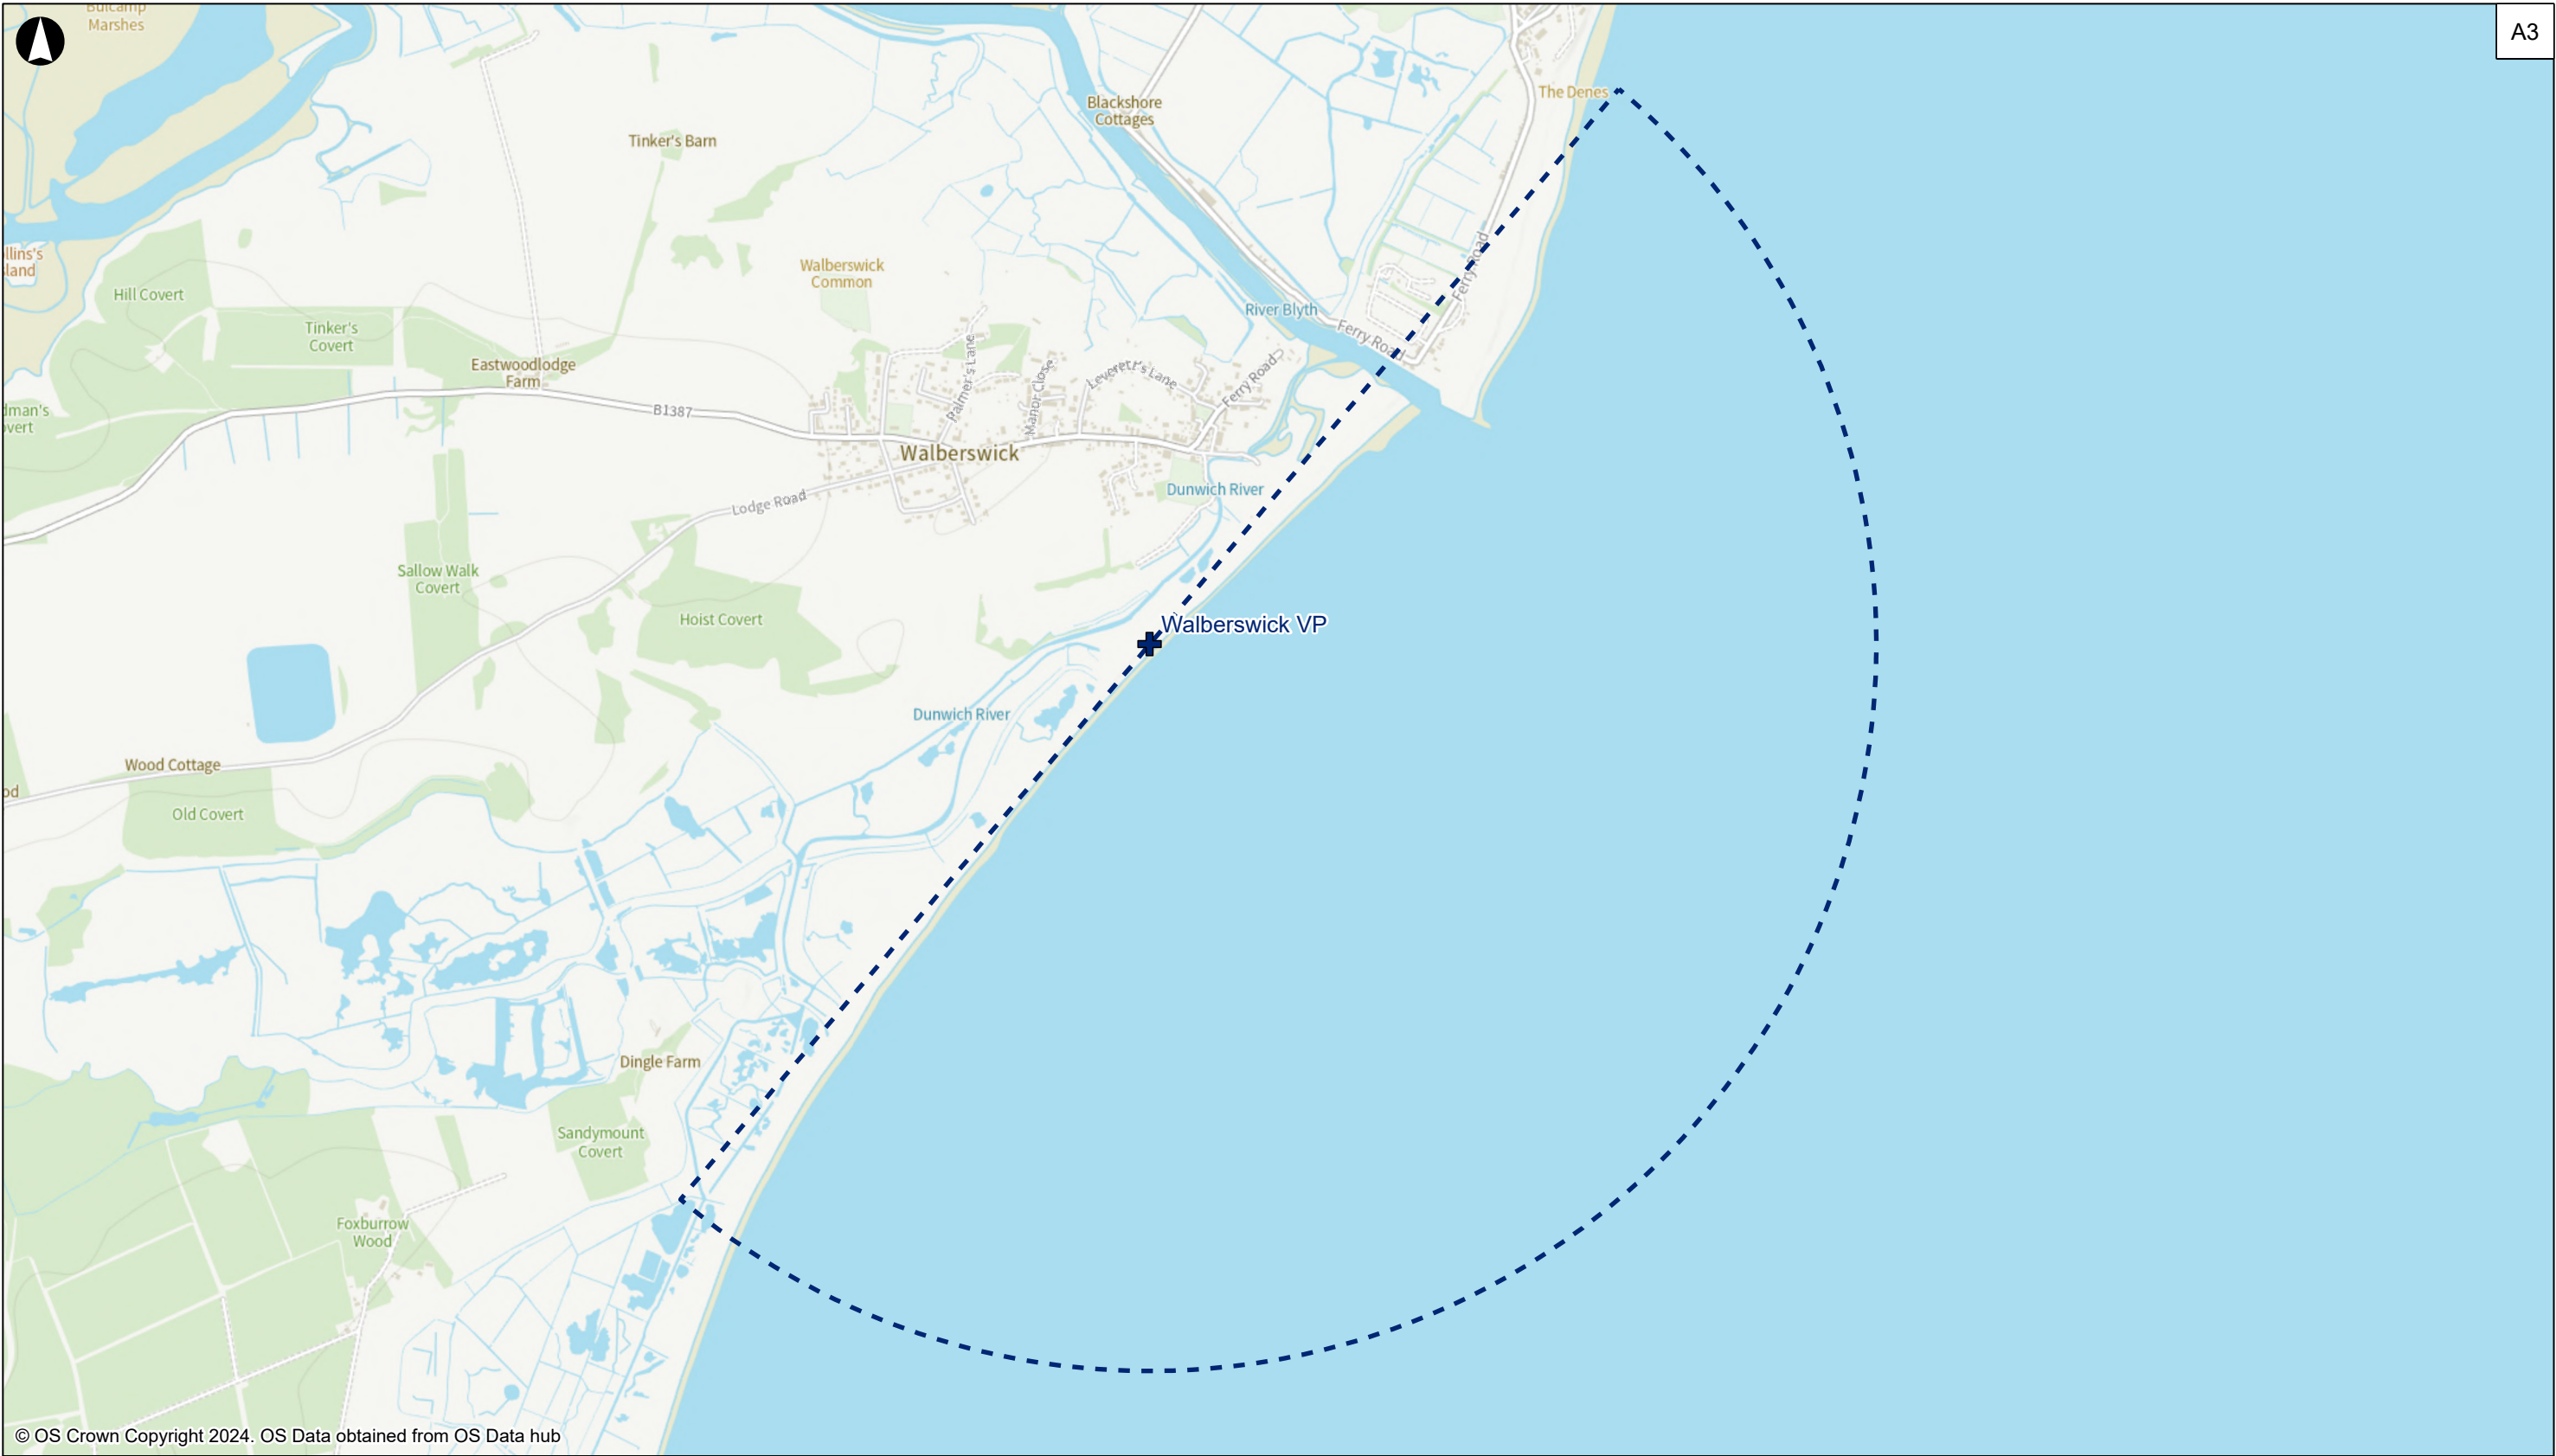 Bulcamp
Marshes
A3
The Denes
Blackshore
Cottages
Tinker's Barn
Walberswick
Common
Hill Covert
River Blyth
Ferry Road
Ferry Road
Tinker's
Covert
Eastwoodlodge
Farm
Palmer's Lane
Manor Close
Leverett's Lane
Ferry Road
B1387
Walberswick
Lodge Road
Dunwich River
Sallow Walk
Covert
Hoist Covert
Walberswick VP
Dunwich River
Wood Cottage
od
Old Covert
Dingle Farm
Sandymount
Covert
Foxburrow
Wood
© OS Crown Copyright 2024. OS Data obtained from OS Data hub